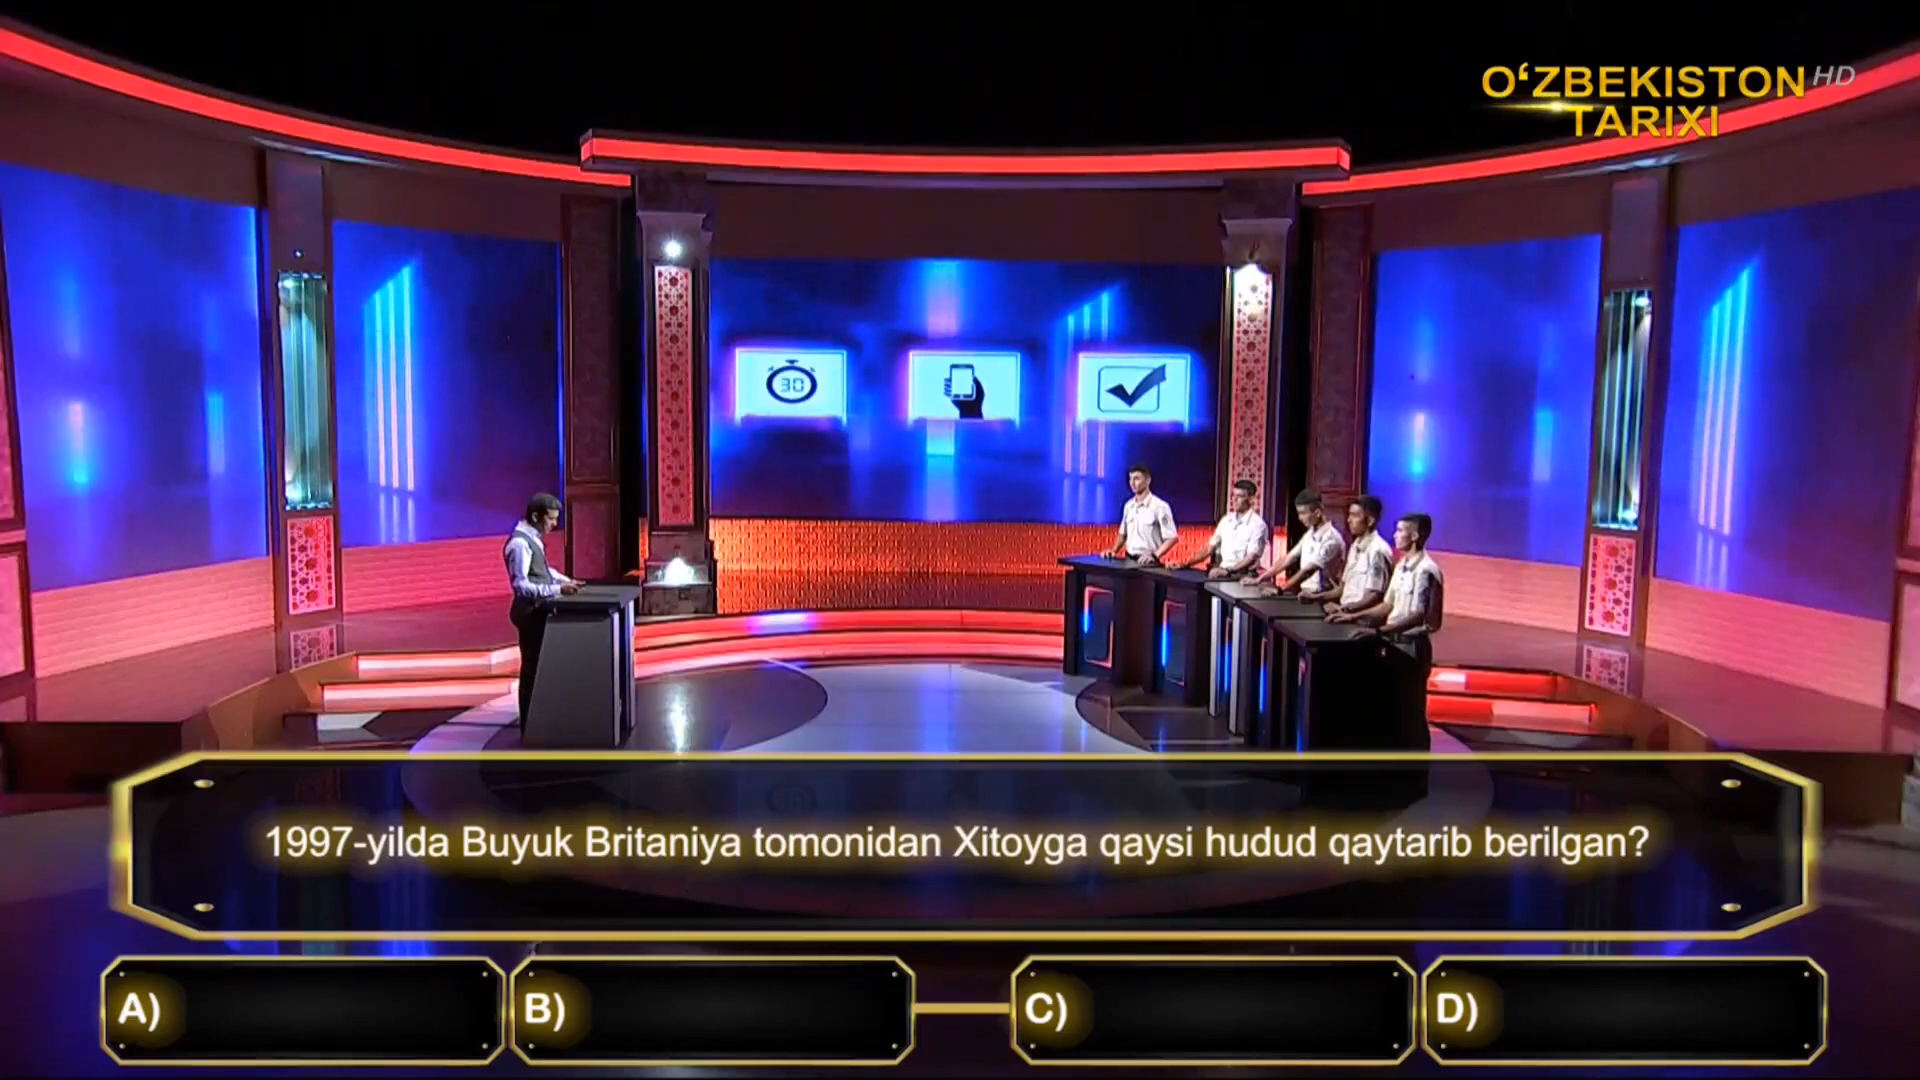 O‘ZBEKISTON HD
TARIXI
30
1997-yilda Buyuk Britaniya tomonidan Xitoyga qaysi hudud qaytarib berilgan?
A)
B)
C)
D)